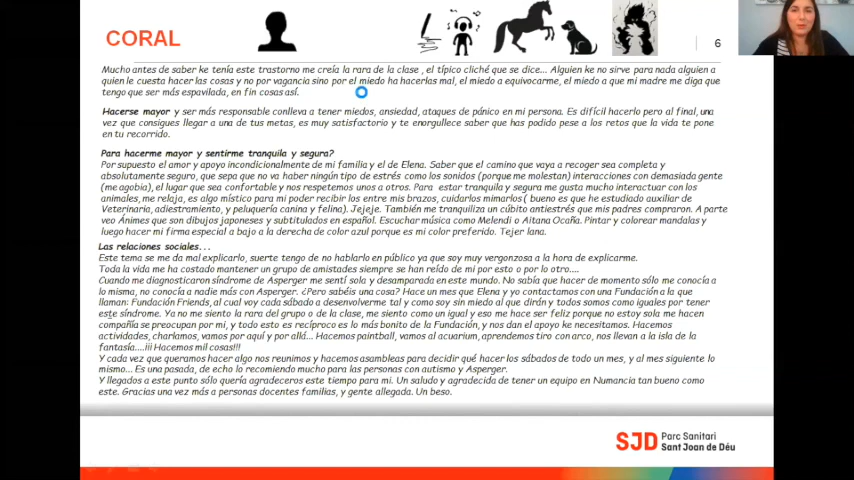 CORAL
6
Mucho antes de saber ke tenía este trastorno me creía la rara de la clase , el típico cliché que se dice... Alguien ke no sirve para nada alguien a
quien le cuesta hacer las cosas y no por vagancia sino por el miedo ha hacerlas mal, el miedo a equivocarme, el miedo a que mi madre me diga que
tengo que ser más espavilada, en fin cosas así.
Hacerse mayor y ser más responsable conlleva a tener miedos, ansiedad, ataques de pánico en mi persona. Es difícil hacerlo pero al final, una
vez que consigues llegar a una de tus metas, es muy satisfactorio y te enorgullece saber que has podido pese a los retos que la vida te pone
en tu recorrido.
Para hacerme mayor y sentirme tranquila y segura?
Por supuesto el amor y apoyo incondicionalmente de mi familia y el de Elena. Saber que el camino que vaya a recoger sea completa y
absolutamente seguro, que sepa que no va haber ningún tipo de estrés como los sonidos (porque me molestan) interacciones con demasiada gente
(me agobia), el lugar que sea confortable y nos respetemos unos a otros. Para estar tranquila y segura me gusta mucho interactuar con los
animales, me relaja, es algo místico para mi poder recibir los entre mis brazos, cuidarlos mimarlos ( bueno es que he estudiado auxiliar de
Veterinaria, adiestramiento, y peluquería canina y felina). Jejeje. También me tranquiliza un cúbito antiestrés que mis padres compraron. A parte
veo Ánimes que son dibujos japoneses y subtitulados en español. Escuchar música como Melendi o Aitana Ocaña. Pintar y colorear mandalas y
luego hacer mi firma especial a bajo a la derecha de color azul porque es mi color preferido. Tejer lana.
Las relaciones sociales...
Este tema se me da mal explicarlo, suerte tengo de no hablarlo en público ya que soy muy vergonzosa a la hora de explicarme.
Toda la vida me ha costado mantener un grupo de amistades siempre se han reído de mi por esto o por lo otro....
Cuando me diagnosticaron síndrome de Asperger me sentí sola y desamparada en este mundo. No sabía que hacer de momento sólo me conocía a
lo misma, no conocía a nadie más con Asperger. ¿Pero sabéis una cosa? Hace un mes que Elena y yo contactamos con una Fundación a la que
llaman: Fundación Friends, al cual voy cada sábado a desenvolverme tal y como soy sin miedo al que dirán y todos somos como iguales por tener
este síndrome. Ya no me siento la rara del grupo o de la clase, me siento como un igual y eso me hace ser feliz porque no estoy sola me hacen
compañía se preocupan por mi, y todo esto es recíproco es lo más bonito de la Fundación, y nos dan el apoyo ke necesitamos. Hacemos
actividades, charlamos, vamos por aquí y por allá... Hacemos paintball, vamos al acuarium, aprendemos tiro con arco, nos llevan a la isla de la
fantasía....¡¡¡ Hacemos mil cosas!!!
Y cada vez que queramos hacer algo nos reunimos y hacemos asambleas para decidir qué hacer los sábados de todo un mes, y al mes siguiente lo
mismo... Es una pasada, de echo lo recomiendo mucho para las personas con autismo y Asperger.
Y llegados a este punto sólo quería agradeceros este tiempo para mi. Un saludo y agradecida de tener un equipo en Numancia tan bueno como
este. Gracias una vez más a personas docentes familias, y gente allegada. Un beso.
SJD Parc Sanitari
Sant Joan de Déu